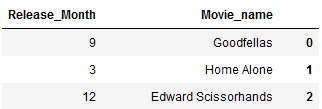 Release_Month Movie_name
9 Goodfellas 0
3 Home Alone 1
12 Edward Scissorhands 2